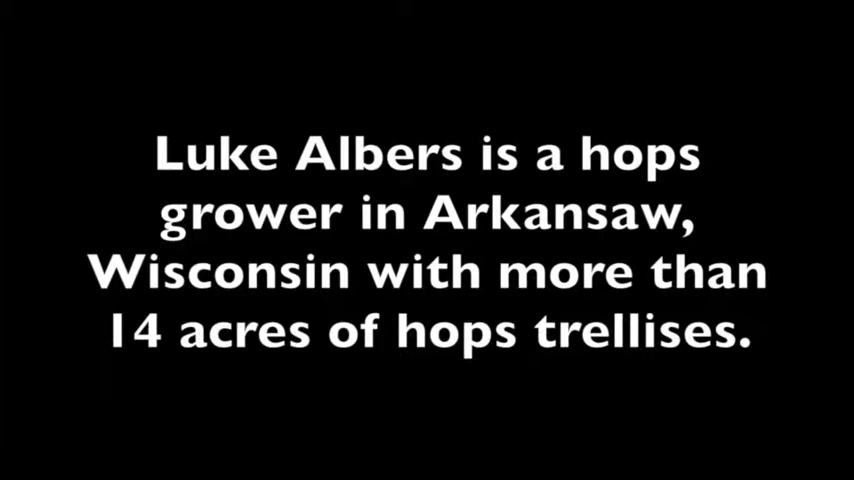 Luke Albers is a hops
grower in Arkansaw,
Wisconsin with more than
14 acres of hops trellises.